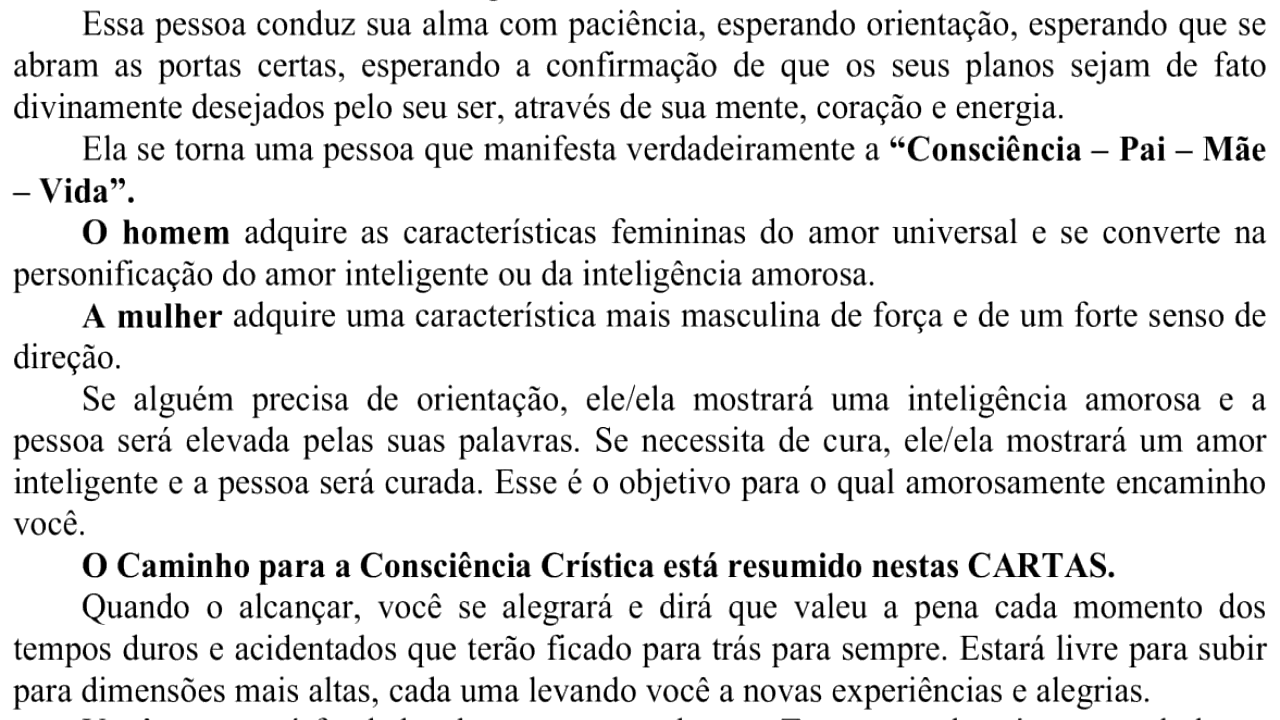 Essa pessoa conduz sua alma com paciência, esperando orientação, esperando que se
abram as portas certas, esperando a confirmação de que os seus planos sejam de fato
divinamente desejados pelo seu ser, através de sua mente, coração e energia.
Ela se torna uma pessoa que manifesta verdadeiramente a “Consciência – Pai – Mãe
– Vida”.
O homem adquire as características femininas do amor universal e se converte na
personificação do amor inteligente ou da inteligência amorosa.
A mulher adquire uma característica mais masculina de força e de um forte senso de
direção.
Se alguém precisa de orientação, ele/ela mostrará uma inteligência amorosa e a
pessoa será elevada pelas suas palavras. Se necessita de cura, ele/ela mostrará um amor
inteligente e a pessoa será curada. Esse é o objetivo para o qual amorosamente encaminho
você.
O Caminho para a Consciência Crística está resumido nestas CARTAS.
Quando o alcançar, você se alegrará e dirá que valeu a pena cada momento dos
tempos duros e acidentados que terão ficado para trás para sempre. Estará livre para subir
para dimensões mais altas, cada uma levando você a novas experiências e alegrias.